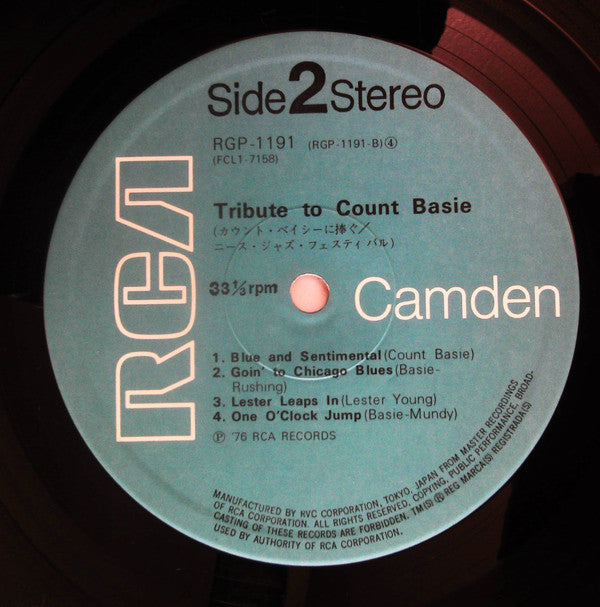 Side 2 Stereo
RGP-1191 (RGP-1191-B)④
(FCL1-7158)
RCA
Tribute to Count Basie
(カウント・ベイシーに捧ぐ/
ニース・ジャズ・フェスティバル)
33⅓rpm
Camden
1. Blue and Sentimental (Count Basie)
2. Goin' to Chicago Blues (Basie-
Rushing)
3. Lester Leaps In (Lester Young)
4. One O'Clock Jump (Basie-Mundy)
Ⓟ '76 RCA RECORDS
MANUFACTURED BY RVC CORPORATION, TOKYO, JAPAN FROM MASTER RECORDINGS
OF RCA CORPORATION. ALL RIGHTS RESERVED. COPYING, PUBLIC PERFORMANCE, BROAD-
CASTING OF THESE RECORDS ARE FORBIDDEN. TM(S) ® REG MARCA(S) REGISTRADA(S)
USED BY AUTHORITY OF RCA CORPORATION.